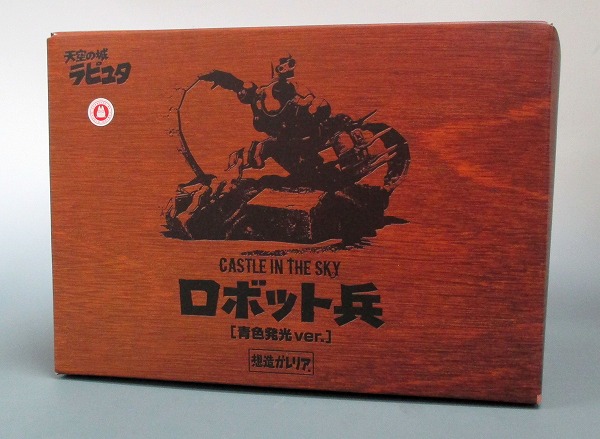 天空の城
ラピュタ
CASTLE IN THE SKY
ロボット兵
[青色発光ver.]
想造ガレリア